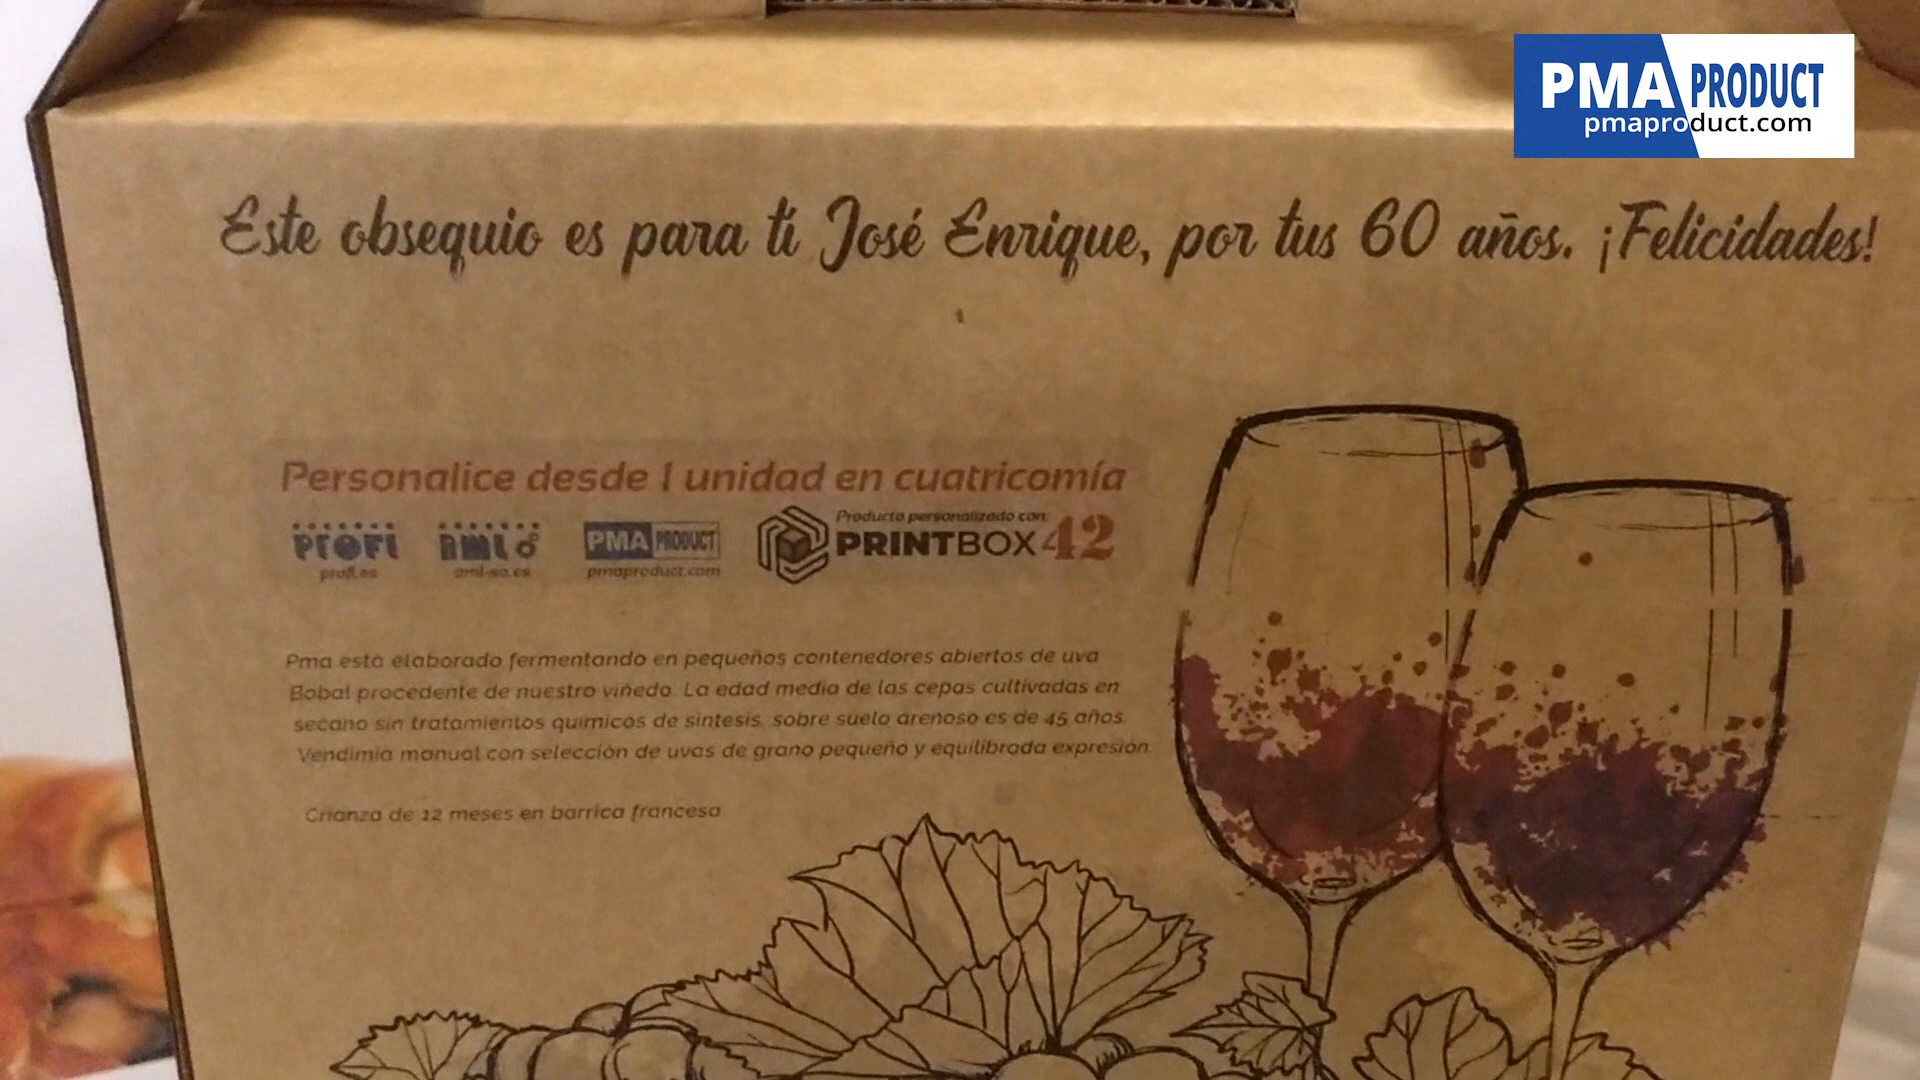 PMA PRODUCT
pmaproduct.com
Este obsequio es para ti José Enrique, por tus 60 años. ¡Felicidades!
Personalice desde 1 unidad en cuatricomía
PROFI
profi.es
AML
aml-sa.es
PMA PRODUCT
pmaproduct.com
Producto personalizado con:
PRINTBOX 42
Pma está elaborado fermentando en pequeños contenedores abiertos de uva
Bobal procedente de nuestro viñedo. La edad media de las cepas cultivadas en
secano sin tratamientos químicos de síntesis, sobre suelo arenoso es de 45 años.
Vendimia manual con selección de uvas de grano pequeño y equilibrada expresión.
Crianza de 12 meses en barrica francesa